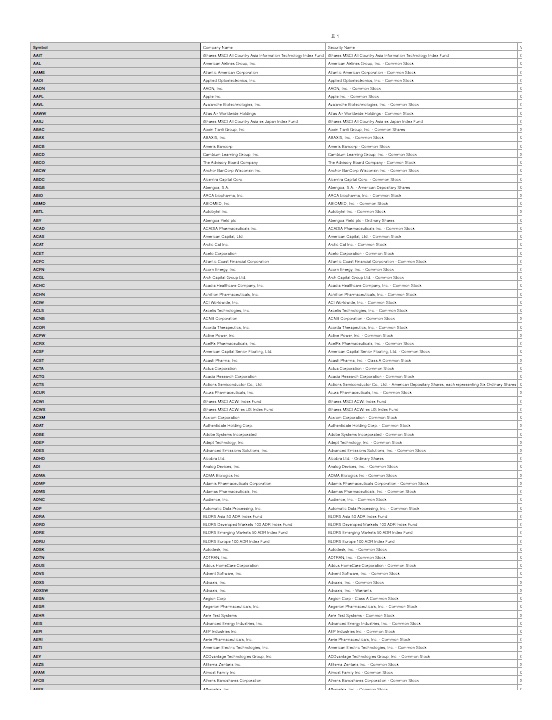 表 1
Symbol Company Name Security Name
AAIT iShares MSCI All Country Asia Information Technology Index Fund iShares MSCI All Country Asia Information Technology Index Fund
AAL American Airlines Group, Inc. American Airlines Group, Inc. - Common Stock
AAME Atlantic American Corporation Atlantic American Corporation - Common Stock
AAOI Applied Optoelectronics, Inc. Applied Optoelectronics, Inc. - Common Stock
AAON AAON, Inc. AAON, Inc. - Common Stock
AAPL Apple Inc. Apple Inc. - Common Stock
AAVL Avalanche Biotechnologies, Inc. Avalanche Biotechnologies, Inc. - Common Stock
AAWW Atlas Air Worldwide Holdings Atlas Air Worldwide Holdings - Common Stock
AAXJ iShares MSCI All Country Asia ex Japan Index Fund iShares MSCI All Country Asia ex Japan Index Fund
ABAC Aoxin Tianli Group, Inc. Aoxin Tianli Group, Inc. - Common Shares
ABAX ABAXIS, Inc. ABAXIS, Inc. - Common Stock
ABCB Ameris Bancorp Ameris Bancorp - Common Stock
ABCD Cambium Learning Group, Inc. Cambium Learning Group, Inc. - Common Stock
ABCO The Advisory Board Company The Advisory Board Company - Common Stock
ABCW Anchor BanCorp Wisconsin Inc. Anchor BanCorp Wisconsin Inc. - Common Stock
ABDC Alcentra Capital Corp. Alcentra Capital Corp. - Common Stock
ABGB Abengoa, S.A. Abengoa, S.A. - American Depositary Shares
ABIO ARCA biopharma, Inc. ARCA biopharma, Inc. - Common Stock
ABMD ABIOMED, Inc. ABIOMED, Inc. - Common Stock
ABTL Autobytel Inc. Autobytel Inc. - Common Stock
ABY Abengoa Yield plc Abengoa Yield plc - Ordinary Shares
ACAD ACADIA Pharmaceuticals Inc. ACADIA Pharmaceuticals Inc. - Common Stock
ACAS American Capital, Ltd. American Capital, Ltd. - Common Stock
ACAT Arctic Cat Inc. Arctic Cat Inc. - Common Stock
ACET Aceto Corporation Aceto Corporation - Common Stock
ACFC Atlantic Coast Financial Corporation Atlantic Coast Financial Corporation - Common Stock
ACFN Acorn Energy, Inc. Acorn Energy, Inc. - Common Stock
ACGL Arch Capital Group Ltd. Arch Capital Group Ltd. - Common Stock
ACHC Acadia Healthcare Company, Inc. Acadia Healthcare Company, Inc. - Common Stock
ACHN Achillion Pharmaceuticals, Inc. Achillion Pharmaceuticals, Inc. - Common Stock
ACIW ACI Worldwide, Inc. ACI Worldwide, Inc. - Common Stock
ACLS Axcelis Technologies, Inc. Axcelis Technologies, Inc. - Common Stock
ACNB ACNB Corporation ACNB Corporation - Common Stock
ACOR Acorda Therapeutics, Inc. Acorda Therapeutics, Inc. - Common Stock
ACPW Active Power, Inc. Active Power, Inc. - Common Stock
ACRX AcelRx Pharmaceuticals, Inc. AcelRx Pharmaceuticals, Inc. - Common Stock
ACSF American Capital Senior Floating, Ltd. American Capital Senior Floating, Ltd. - Common Stock
ACST Acasti Pharma, Inc. Acasti Pharma, Inc. - Class A Common Stock
ACTA Actua Corporation Actua Corporation - Common Stock
ACTG Acacia Research Corporation Acacia Research Corporation - Common Stock
ACTS Actions Semiconductor Co., Ltd. Actions Semiconductor Co., Ltd. - American Depositary Shares, each representing Six Ordinary Shares
ACUR Acura Pharmaceuticals, Inc. Acura Pharmaceuticals, Inc. - Common Stock
ACWI iShares MSCI ACWI Index Fund iShares MSCI ACWI Index Fund
ACWX iShares MSCI ACWI ex US Index Fund iShares MSCI ACWI ex US Index Fund
ACXM Acxiom Corporation Acxiom Corporation - Common Stock
ADAT Authentidate Holding Corp. Authentidate Holding Corp. - Common Stock
ADBE Adobe Systems Incorporated Adobe Systems Incorporated - Common Stock
ADEP Adept Technology, Inc. Adept Technology, Inc. - Common Stock
ADES Advanced Emissions Solutions, Inc. Advanced Emissions Solutions, Inc. - Common Stock
ADHD Alcobra Ltd. Alcobra Ltd. - Ordinary Shares
ADI Analog Devices, Inc. Analog Devices, Inc. - Common Stock
ADMA ADMA Biologics Inc ADMA Biologics Inc - Common Stock
ADMP Adamis Pharmaceuticals Corporation Adamis Pharmaceuticals Corporation - Common Stock
ADMS Adamas Pharmaceuticals, Inc. Adamas Pharmaceuticals, Inc. - Common Stock
ADNC Audience, Inc. Audience, Inc. - Common Stock
ADP Automatic Data Processing, Inc. Automatic Data Processing, Inc. - Common Stock
ADRA BLDRS Asia 50 ADR Index Fund BLDRS Asia 50 ADR Index Fund
ADRD BLDRS Developed Markets 100 ADR Index Fund BLDRS Developed Markets 100 ADR Index Fund
ADRE BLDRS Emerging Markets 50 ADR Index Fund BLDRS Emerging Markets 50 ADR Index Fund
ADRU BLDRS Europe 100 ADR Index Fund BLDRS Europe 100 ADR Index Fund
ADSK Autodesk, Inc. Autodesk, Inc. - Common Stock
ADTN ADTRAN, Inc. ADTRAN, Inc. - Common Stock
ADUS Addus HomeCare Corporation Addus HomeCare Corporation - Common Stock
ADVS Advent Software, Inc. Advent Software, Inc. - Common Stock
ADXS Advaxis, Inc. Advaxis, Inc. - Common Stock
ADXSW Advaxis, Inc. Advaxis, Inc. - Warrants
AEGN Aegion Corp Aegion Corp - Class A Common Stock
AEGR Aegerion Pharmaceuticals, Inc. Aegerion Pharmaceuticals, Inc. - Common Stock
AEHR Aehr Test Systems Aehr Test Systems - Common Stock
AEIS Advanced Energy Industries, Inc. Advanced Energy Industries, Inc. - Common Stock
AEPI AEP Industries Inc. AEP Industries Inc. - Common Stock
AERI Aerie Pharmaceuticals, Inc. Aerie Pharmaceuticals, Inc. - Common Stock
AETI American Electric Technologies, Inc. American Electric Technologies, Inc. - Common Stock
AEY ADDvantage Technologies Group, Inc. ADDvantage Technologies Group, Inc. - Common Stock
AEZS AEterna Zentaris Inc. AEterna Zentaris Inc. - Common Stock
AFAM Almost Family Inc Almost Family Inc - Common Stock
AFCB Athens Bancshares Corporation Athens Bancshares Corporation - Common Stock